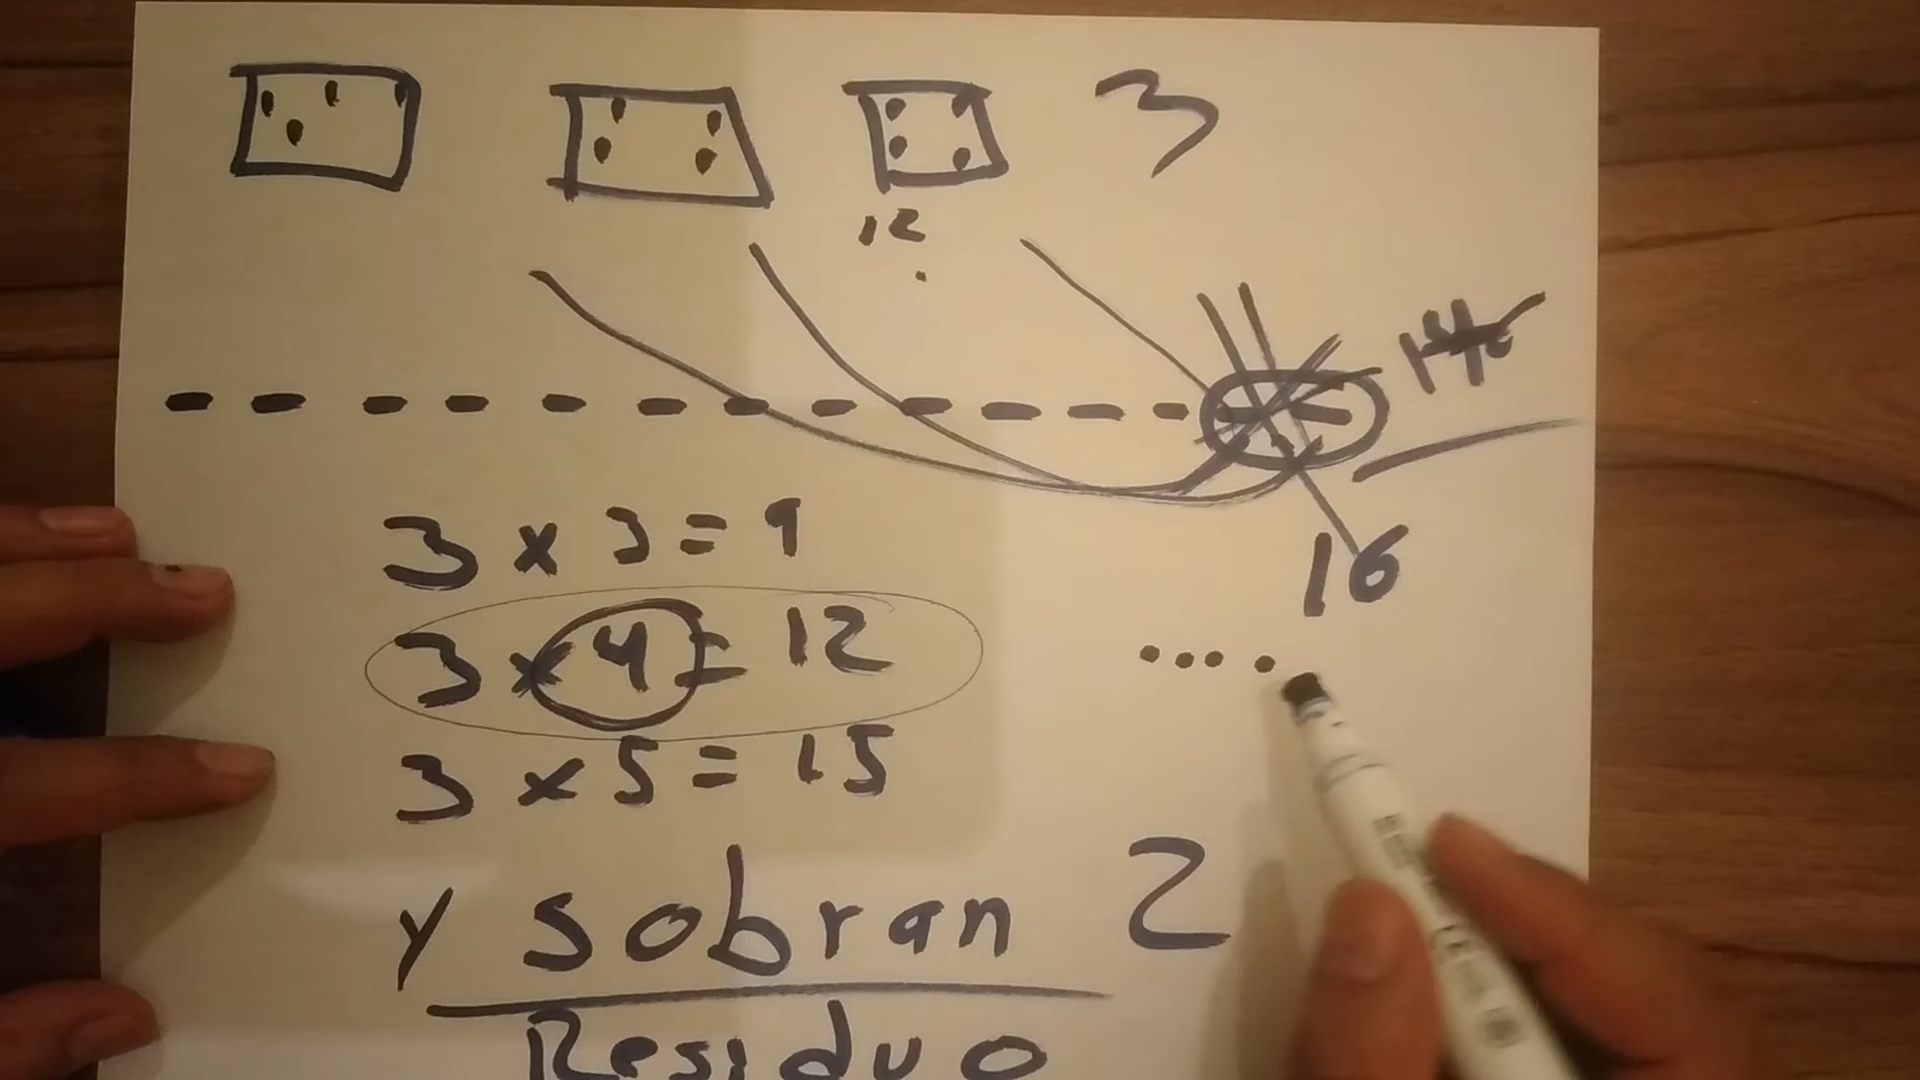 3
12
16
3 x 3 = 9
3 x 4 = 12
3 x 5 = 15
y sobran 2
Residuo